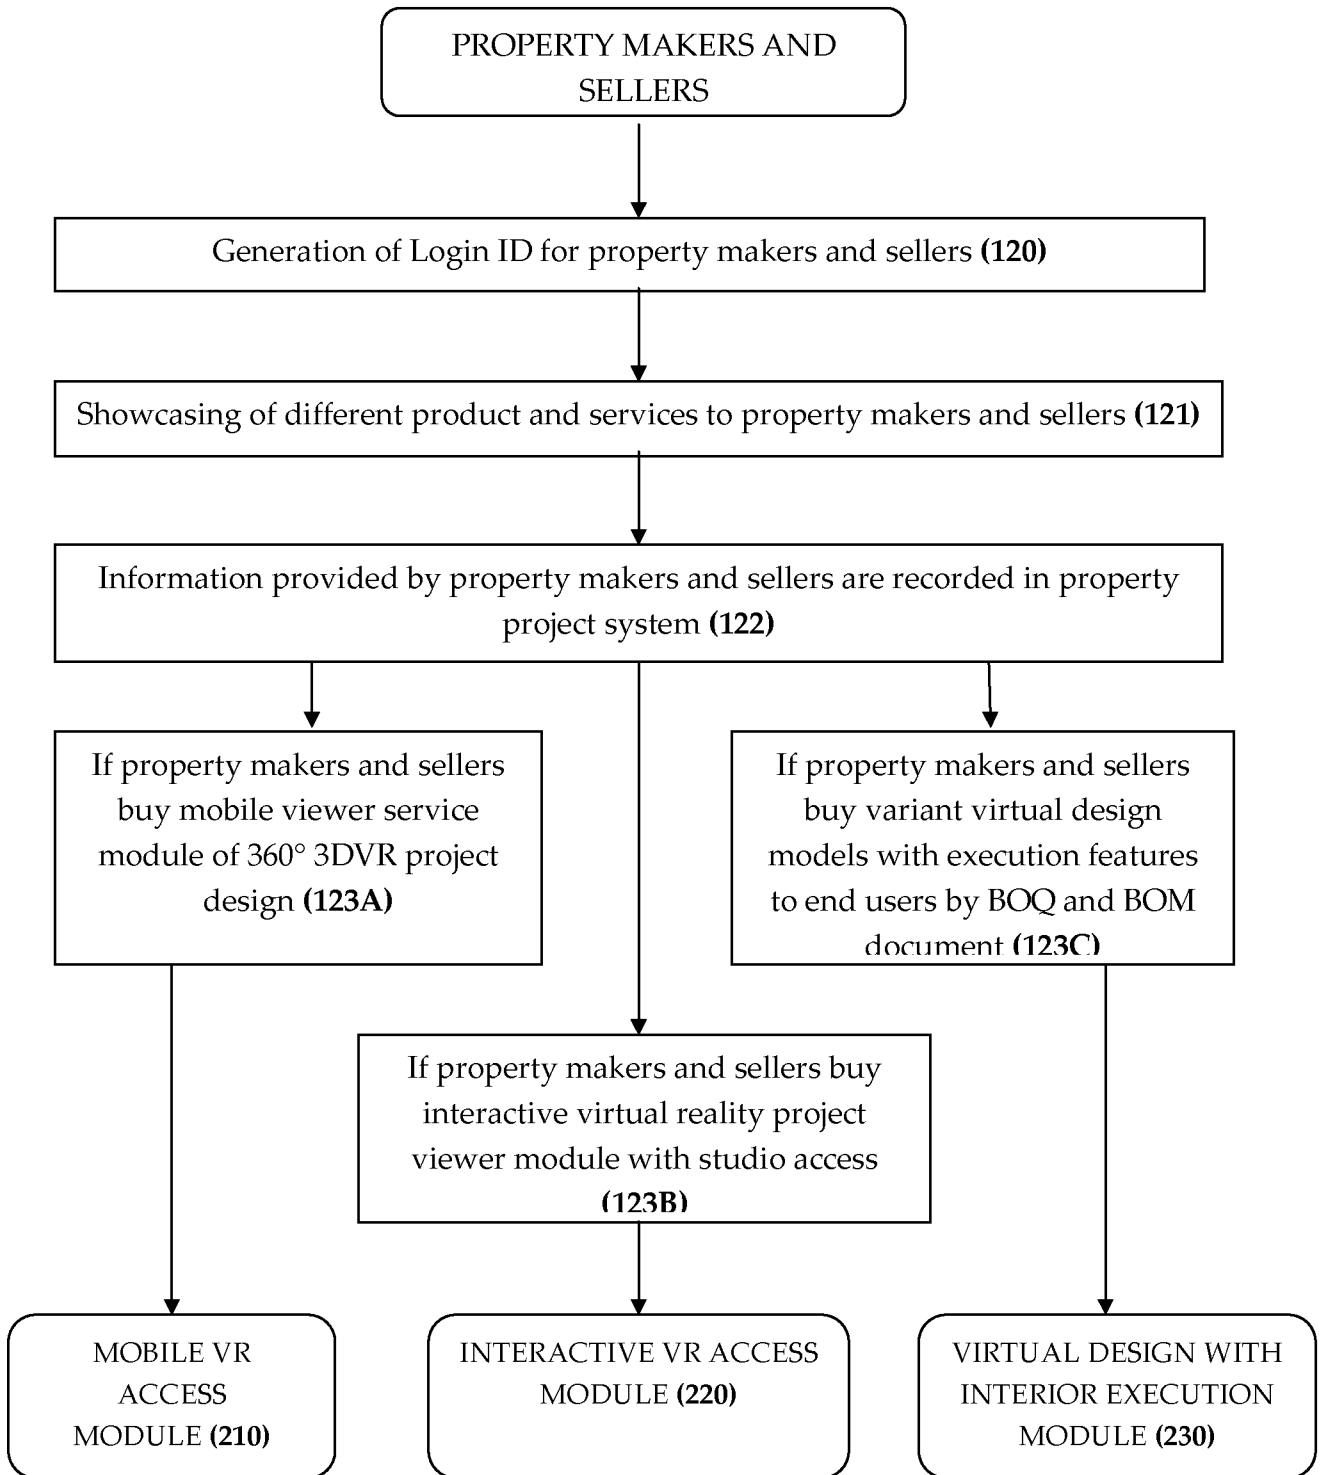 PROPERTY MAKERS AND
SELLERS
Generation of Login ID for property makers and sellers (120)
Showcasing of different product and services to property makers and sellers (121)
Information provided by property makers and sellers are recorded in property
project system (122)
If property makers and sellers
buy mobile viewer service
module of 360° 3DVR project
design (123A)
If property makers and sellers
buy variant virtual design
models with execution features
to end users by BOQ and BOM
document (123C)
If property makers and sellers buy
interactive virtual reality project
viewer module with studio access
(123B)
MOBILE VR
ACCESS
MODULE (210)
INTERACTIVE VR ACCESS
MODULE (220)
VIRTUAL DESIGN WITH
INTERIOR EXECUTION
MODULE (230)